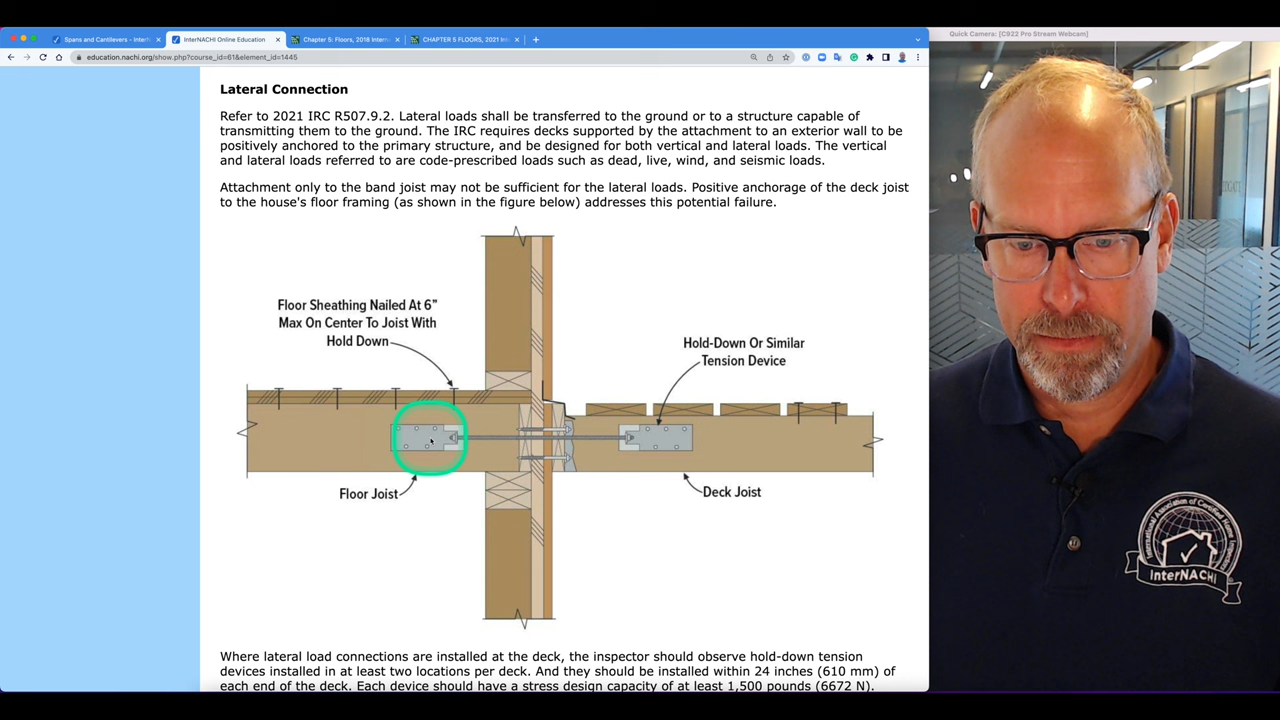 Spans and Cantilevers - InterN
InterNACHI Online Education
Chapter 5: Floors, 2018 Intern
CHAPTER 5 FLOORS, 2021 Int
Quick Camera: [C922 Pro Stream Webcam]
education.nachi.org/show.php?course_id=61&element_id=1445
Lateral Connection
Refer to 2021 IRC R507.9.2. Lateral loads shall be transferred to the ground or to a structure capable of
transmitting them to the ground. The IRC requires decks supported by the attachment to an exterior wall to be
positively anchored to the primary structure, and be designed for both vertical and lateral loads. The vertical
and lateral loads referred to are code-prescribed loads such as dead, live, wind, and seismic loads.
Attachment only to the band joist may not be sufficient for the lateral loads. Positive anchorage of the deck joist
to the house's floor framing (as shown in the figure below) addresses this potential failure.
Floor Sheathing Nailed At 6”
Max On Center To Joist With
Hold Down
Hold-Down Or Similar
Tension Device
Floor Joist
Deck Joist
International Association of Certified Home Inspectors
InterNACHI
Where lateral load connections are installed at the deck, the inspector should observe hold-down tension
devices installed in at least two locations per deck. And they should be installed within 24 inches (610 mm) of
each end of the deck. Each device should have a stress design capacity of at least 1,500 pounds (6672 N).